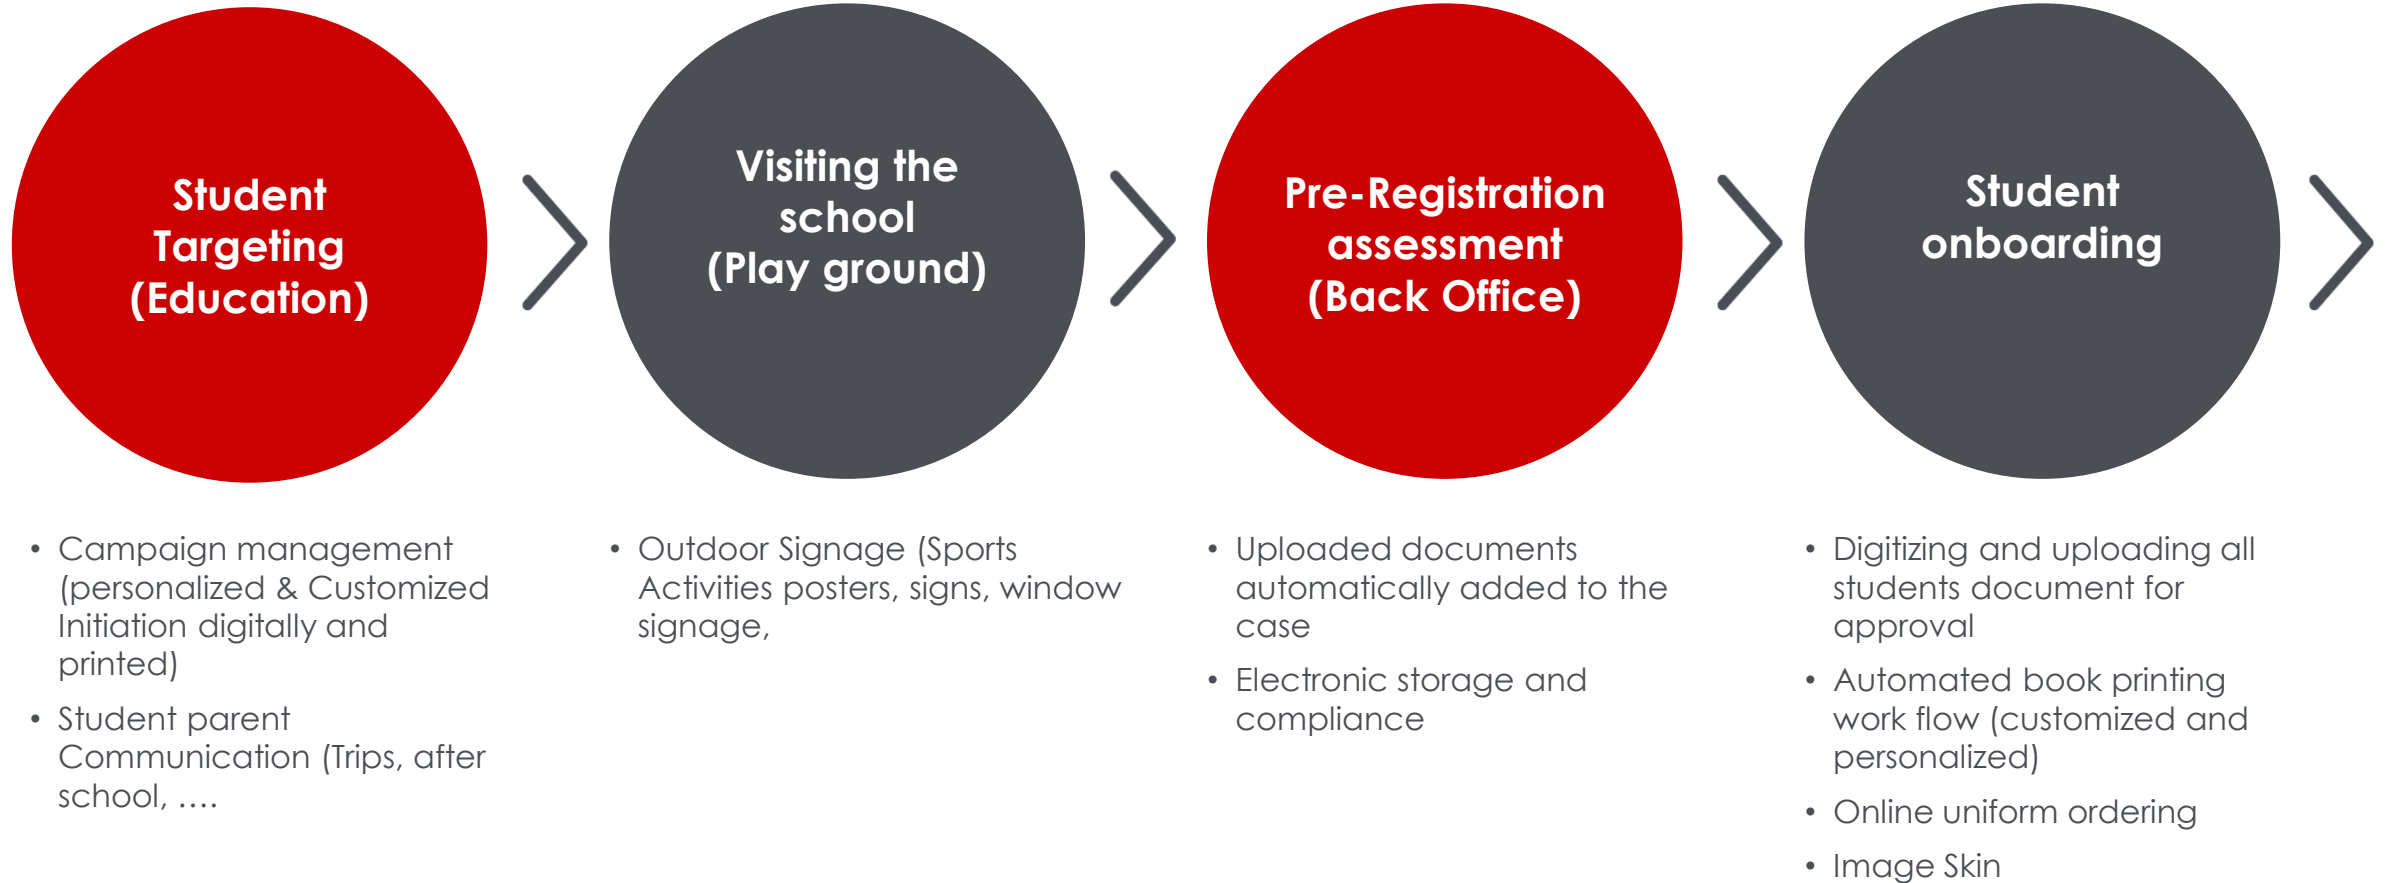 Student
Targeting
(Education)
Visiting the
school
(Play ground)
Pre-Registration
assessment
(Back Office)
Student
onboarding
• Campaign management
(personalized & Customized
Initiation digitally and
printed)
• Student parent
Communication (Trips, after
school, ....
• Outdoor Signage (Sports
Activities posters, signs, window
signage,
• Uploaded documents
automatically added to the
case
• Electronic storage and
compliance
• Digitizing and uploading all
students document for
approval
• Automated book printing
work flow (customized and
personalized)
• Online uniform ordering
• Image Skin